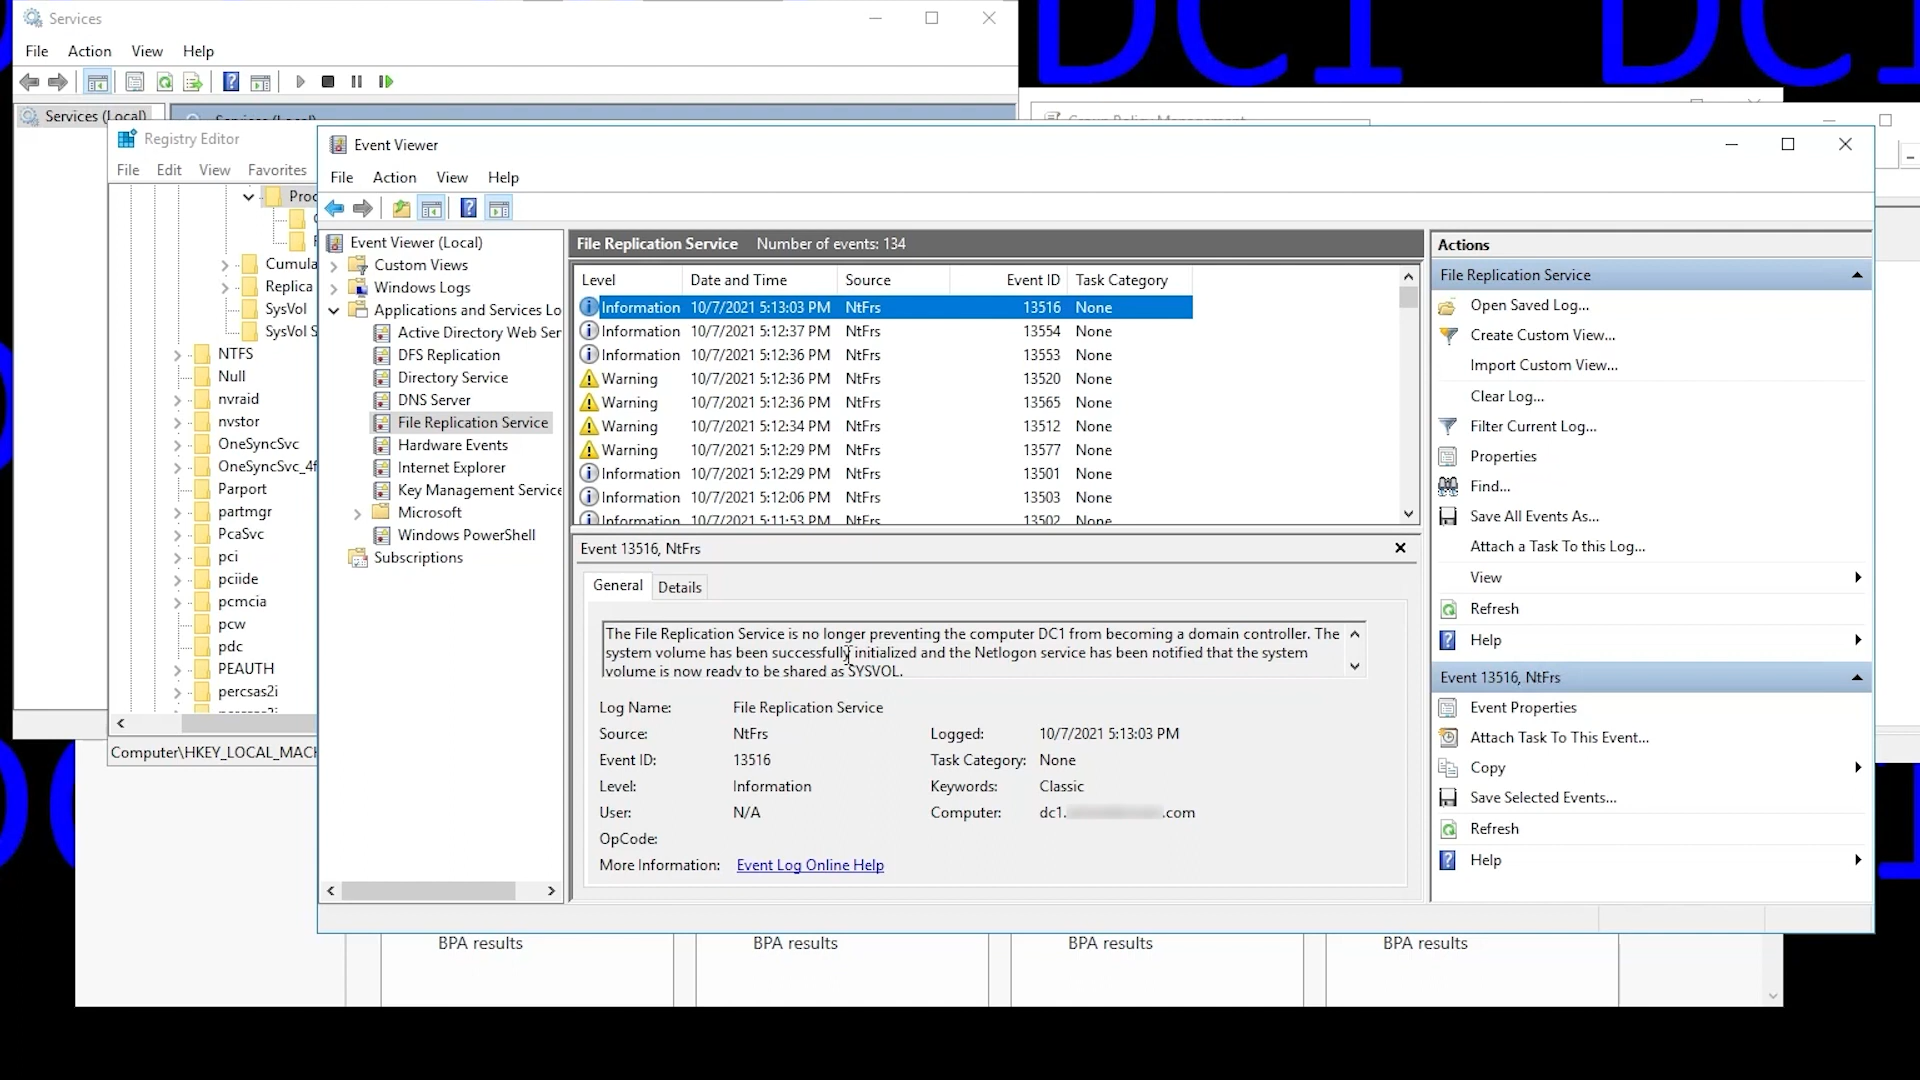 DC1
DC1
Services
File Action View Help
Services (Local)
Registry Editor
File Edit View Favorites
Proc
Cumula
Replica
SysVol
SysVol S
NTFS
Null
nvraid
nvstor
OneSyncSvc
OneSyncSvc_4f
Parport
partmgr
PcaSvc
pci
pciide
pcmcia
pcw
pdc
PEAUTH
percsas2i
Computer\HKEY_LOCAL_MACH
Event Viewer
File Action View Help
Event Viewer (Local)
Custom Views
Windows Logs
Applications and Services Lo
Active Directory Web Ser
DFS Replication
Directory Service
DNS Server
File Replication Service
Hardware Events
Internet Explorer
Key Management Service
Microsoft
Windows PowerShell
Subscriptions
File Replication Service Number of events: 134
Level Date and Time Source Event ID Task Category
Information 10/7/2021 5:13:03 PM NtFrs 13516 None
Information 10/7/2021 5:12:37 PM NtFrs 13554 None
Information 10/7/2021 5:12:36 PM NtFrs 13553 None
Warning 10/7/2021 5:12:36 PM NtFrs 13520 None
Warning 10/7/2021 5:12:36 PM NtFrs 13565 None
Warning 10/7/2021 5:12:34 PM NtFrs 13512 None
Warning 10/7/2021 5:12:29 PM NtFrs 13577 None
Information 10/7/2021 5:12:29 PM NtFrs 13501 None
Information 10/7/2021 5:12:06 PM NtFrs 13503 None
Information 10/7/2021 5:11:53 PM NtFrs 13502 None
Event 13516, NtFrs
General Details
The File Replication Service is no longer preventing the computer DC1 from becoming a domain controller. The
system volume has been successfully initialized and the Netlogon service has been notified that the system
volume is now ready to be shared as SYSVOL.
Log Name: File Replication Service
Source: NtFrs Logged: 10/7/2021 5:13:03 PM
Event ID: 13516 Task Category: None
Level: Information Keywords: Classic
User: N/A Computer: dc1. .com
OpCode:
More Information: Event Log Online Help
Actions
File Replication Service
Open Saved Log...
Create Custom View...
Import Custom View...
Clear Log...
Filter Current Log...
Properties
Find...
Save All Events As...
Attach a Task To this Log...
View
Refresh
Help
Event 13516, NtFrs
Event Properties
Attach Task To This Event...
Copy
Save Selected Events...
Refresh
Help
BPA results BPA results BPA results BPA results